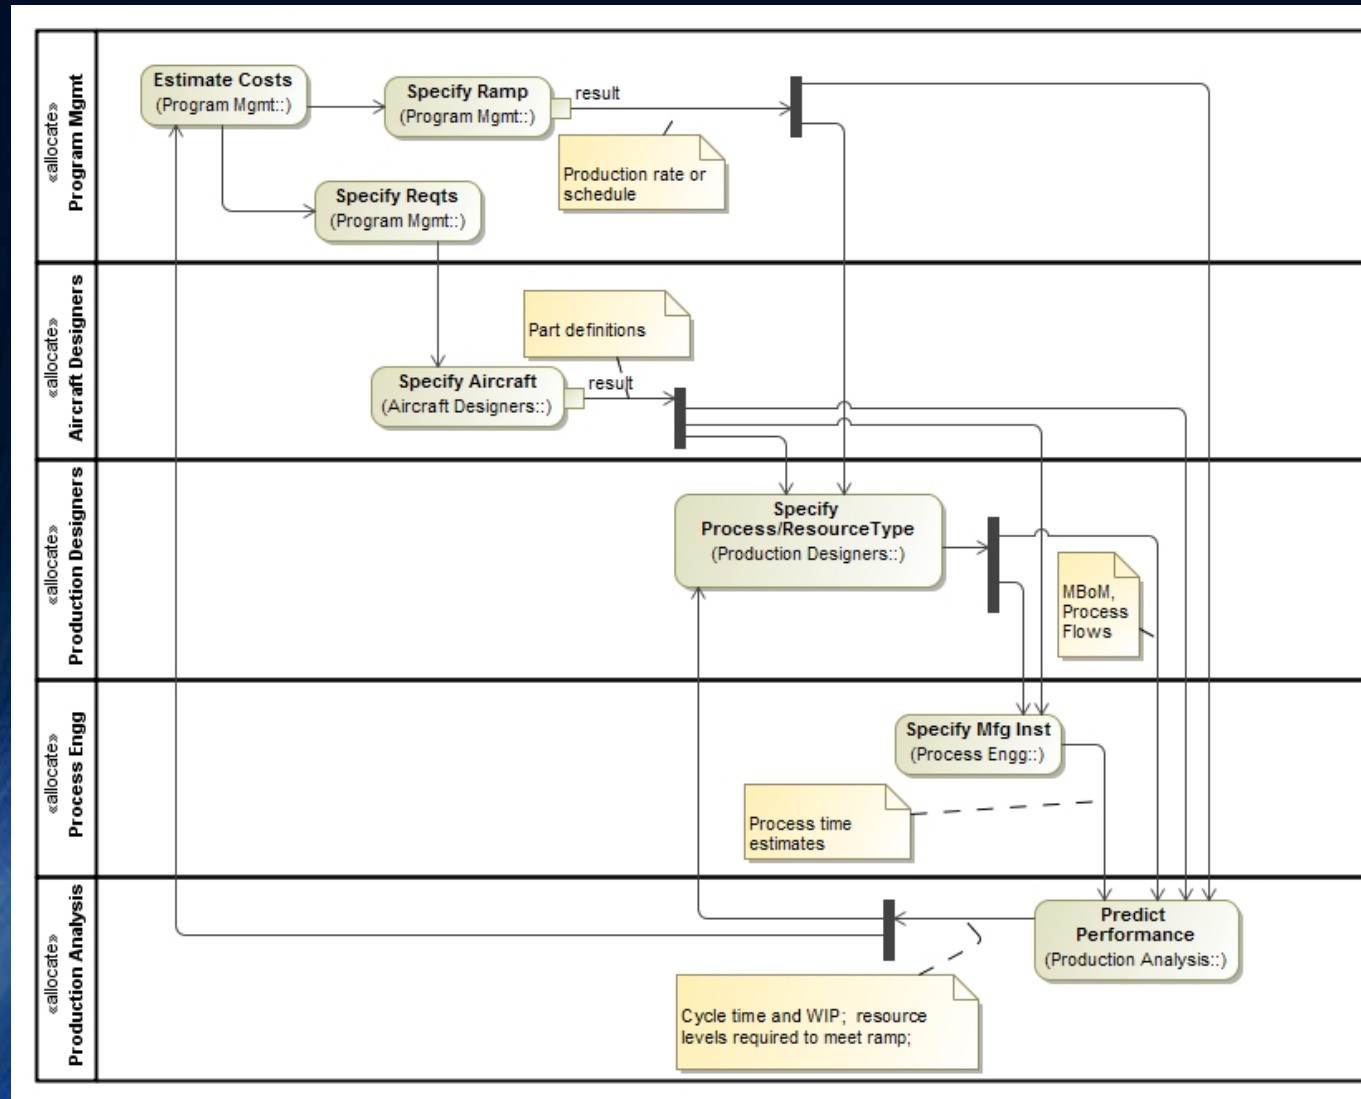 «allocate»
Program Mgmt
Estimate Costs
(Program Mgmt::)
Specify Ramp
(Program Mgmt::)
result
Production rate or
schedule
Specify Reqts
(Program Mgmt::)
«allocate»
Aircraft Designers
Part definitions
Specify Aircraft
(Aircraft Designers::)
result
«allocate»
Production Designers
Specify
Process/ResourceType
(Production Designers::)
MBoM,
Process
Flows
«allocate»
Process Engg
Specify Mfg Inst
(Process Engg::)
Process time
estimates
«allocate»
Production Analysis
Predict
Performance
(Production Analysis::)
Cycle time and WIP; resource
levels required to meet ramp;